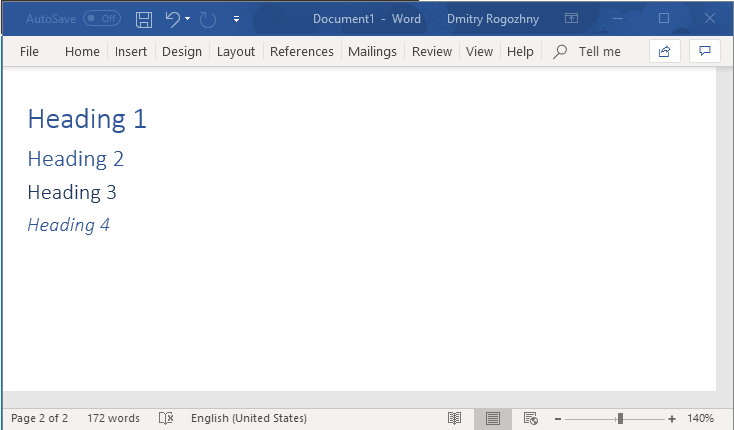 AutoSave Off Document1 - Word Dmitry Rogozhny
File Home Insert Design Layout References Mailings Review View Help Tell me
Heading 1
Heading 2
Heading 3
Heading 4
Page 2 of 2 172 words English (United States) 140%